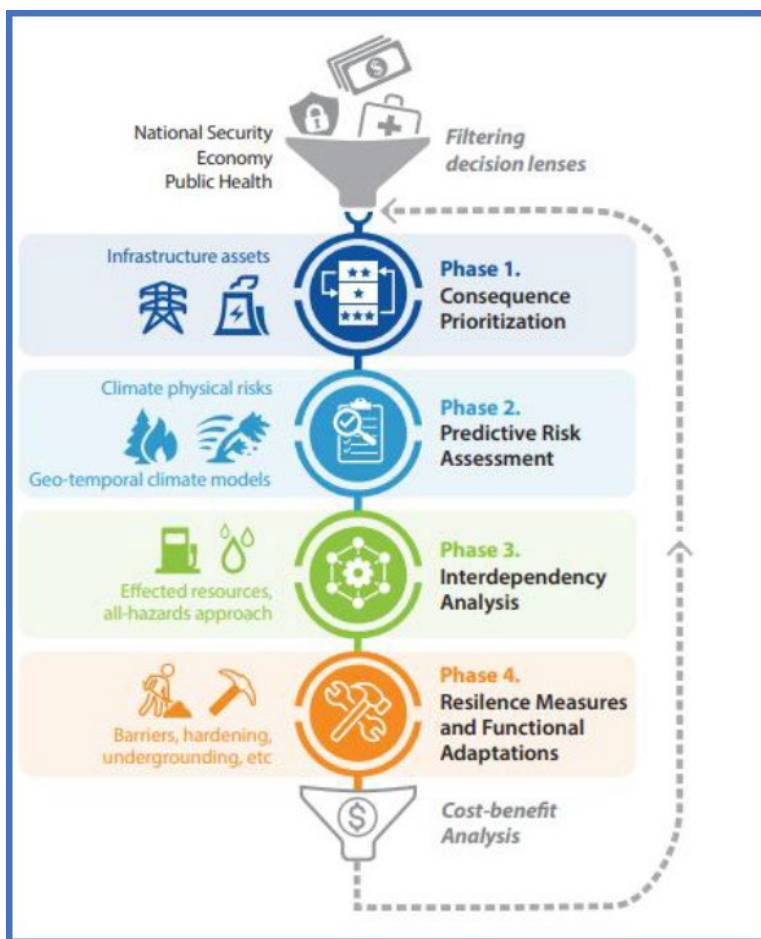 National Security
Economy
Public Health
Filtering
decision lenses
Infrastructure assets
Phase 1.
Consequence
Prioritization
Climate physical risks
Geo-temporal climate models
Phase 2.
Predictive Risk
Assessment
Effected resources,
all-hazards approach
Phase 3.
Interdependency
Analysis
Barriers, hardening,
undergrounding, etc
Phase 4.
Resilence Measures
and Functional
Adaptations
$
Cost-benefit
Analysis